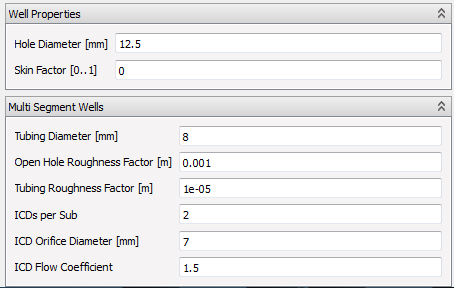 Well Properties
Hole Diameter [mm] 12.5
Skin Factor [0..1] 0
Multi Segment Wells
Tubing Diameter [mm] 8
Open Hole Roughness Factor [m] 0.001
Tubing Roughness Factor [m] 1e-05
ICDs per Sub 2
ICD Orifice Diameter [mm] 7
ICD Flow Coefficient 1.5